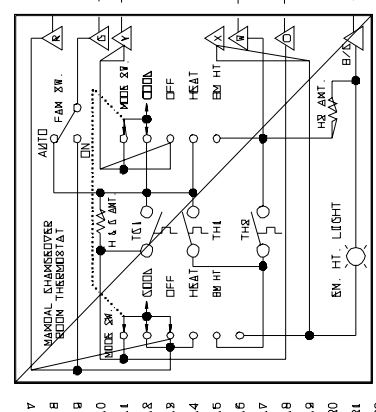 R
G
Y
X
W
O
B/C
FAN SW.
AUTO
ON
MODE SW.
COOL
OFF
HEAT
EM HT
H2 ANT.
H & C ANT.
TC1
TH1
TH2
MANUAL CHANGEOVER
ROOM THERMOSTAT
MODE SW.
COOL
OFF
HEAT
EM HT
EM. HT. LIGHT